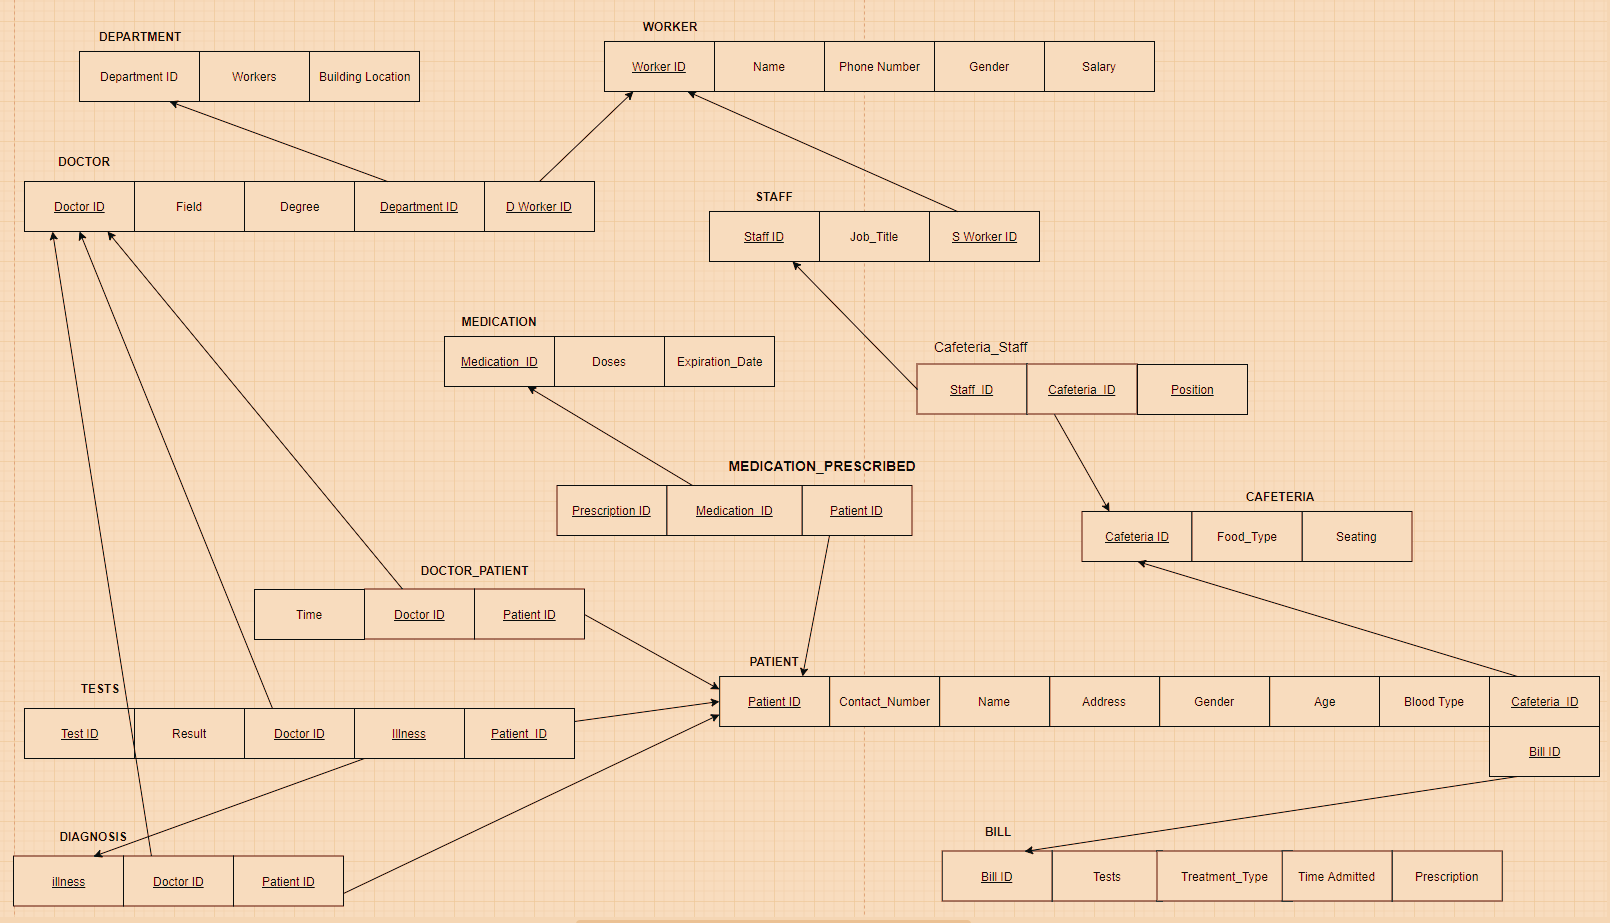 DEPARTMENT
Department ID Workers Building Location
WORKER
Worker ID Name Phone Number Gender Salary
DOCTOR
Doctor ID Field Degree Department ID D Worker ID
STAFF
Staff ID Job_Title S Worker ID
MEDICATION
Medication_ID Doses Expiration_Date
Cafeteria_Staff
Staff_ID Cafeteria_ID Position
MEDICATION_PRESCRIBED
Prescription ID Medication_ID Patient ID
CAFETERIA
Cafeteria ID Food_Type Seating
DOCTOR_PATIENT
Time Doctor ID Patient ID
PATIENT
Patient ID Contact_Number Name Address Gender Age Blood Type Cafeteria_ID
Bill ID
TESTS
Test ID Result Doctor ID Illness Patient_ID
DIAGNOSIS
illness Doctor ID Patient ID
BILL
Bill ID Tests Treatment_Type Time Admitted Prescription